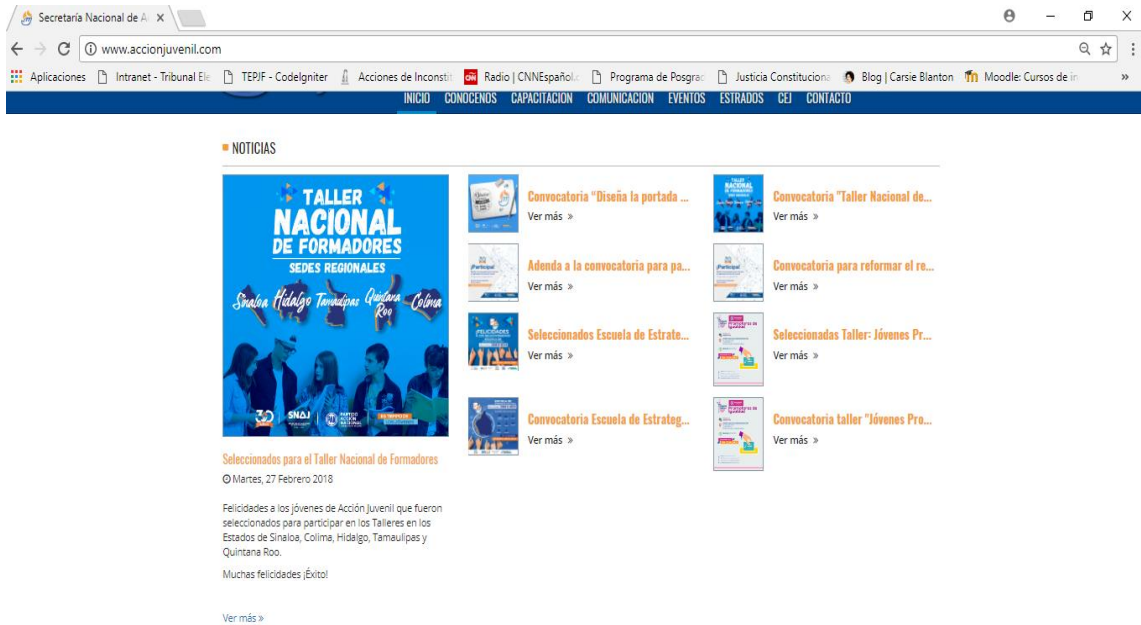 Secretaría Nacional de A
www.accionjuvenil.com
Aplicaciones
Intranet - Tribunal Ele
TEPJF - CodeIgniter
Acciones de Inconstit
CNN
Radio | CNNEspañol.
Programa de Posgrac
Justicia Constituciona
Blog | Carsie Blanton
Moodle: Cursos de in
»
INICIO CONOCENOS CAPACITACION COMUNICACION EVENTOS ESTRADOS CEJ CONTACTO
NOTICIAS
TALLER
NACIONAL
DE FORMADORES
SEDES REGIONALES
Sinaloa Hidalgo Tamaulipas Quintana Roo Colima
SNAJ
PARTIDO
ACCIÓN
NACIONAL
Seleccionados para el Taller Nacional de Formadores
Martes, 27 Febrero 2018
Felicidades a los jóvenes de Acción Juvenil que fueron
seleccionados para participar en los Talleres en los
Estados de Sinaloa, Colima, Hidalgo, Tamaulipas y
Quintana Roo.
Muchas felicidades ¡Éxito!
Ver más »
Convocatoria “Diseña la portada ...
Ver más »
Convocatoria "Taller Nacional de...
Ver más »
Adenda a la convocatoria para pa...
Ver más »
Convocatoria para reformar el re...
Ver más »
Seleccionados Escuela de Estrate...
Ver más »
Seleccionadas Taller: Jóvenes Pr...
Ver más »
Convocatoria Escuela de Estrateg...
Ver más »
Convocatoria taller "Jóvenes Pro...
Ver más »